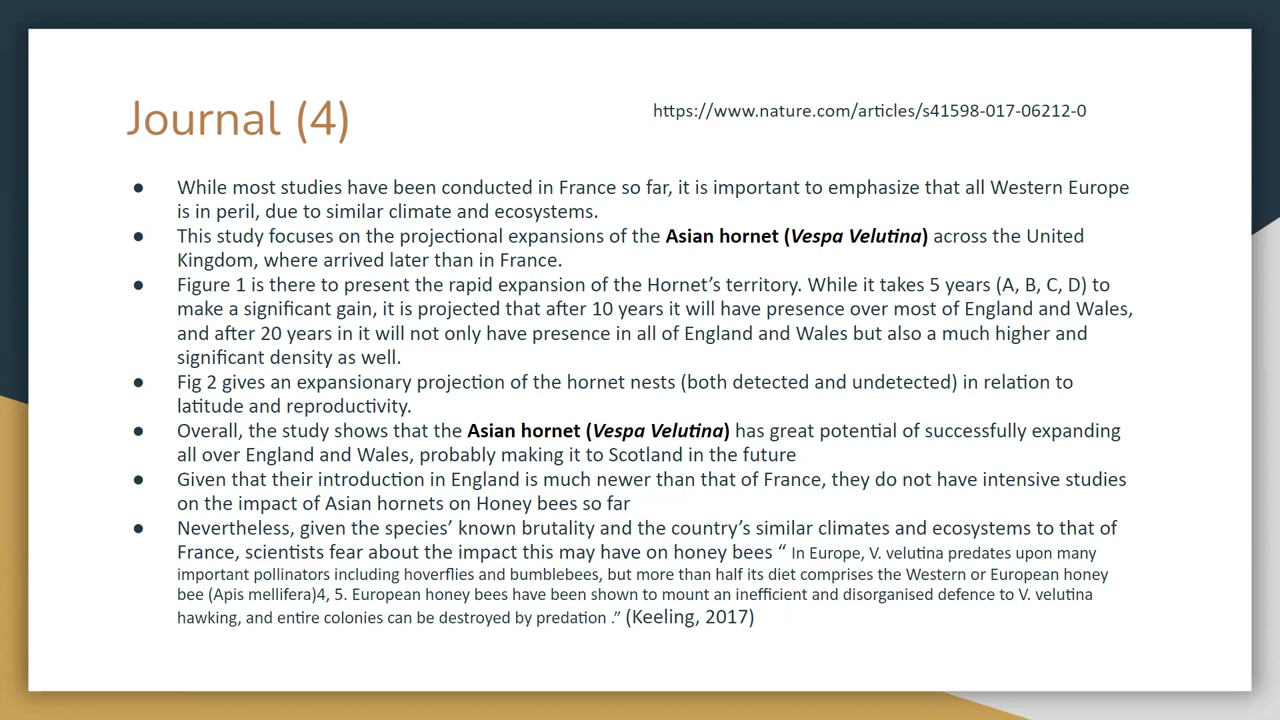 Journal (4)
https://www.nature.com/articles/s41598-017-06212-0
● While most studies have been conducted in France so far, it is important to emphasize that all Western Europe
is in peril, due to similar climate and ecosystems.
● This study focuses on the projectional expansions of the Asian hornet (Vespa Velutina) across the United
Kingdom, where arrived later than in France.
● Figure 1 is there to present the rapid expansion of the Hornet’s territory. While it takes 5 years (A, B, C, D) to
make a significant gain, it is projected that after 10 years it will have presence over most of England and Wales,
and after 20 years in it will not only have presence in all of England and Wales but also a much higher and
significant density as well.
● Fig 2 gives an expansionary projection of the hornet nests (both detected and undetected) in relation to
latitude and reproductivity.
● Overall, the study shows that the Asian hornet (Vespa Velutina) has great potential of successfully expanding
all over England and Wales, probably making it to Scotland in the future
● Given that their introduction in England is much newer than that of France, they do not have intensive studies
on the impact of Asian hornets on Honey bees so far
● Nevertheless, given the species’ known brutality and the country’s similar climates and ecosystems to that of
France, scientists fear about the impact this may have on honey bees “ In Europe, V. velutina predates upon many
important pollinators including hoverflies and bumblebees, but more than half its diet comprises the Western or European honey
bee (Apis mellifera)4, 5. European honey bees have been shown to mount an inefficient and disorganised defence to V. velutina
hawking, and entire colonies can be destroyed by predation .” (Keeling, 2017)